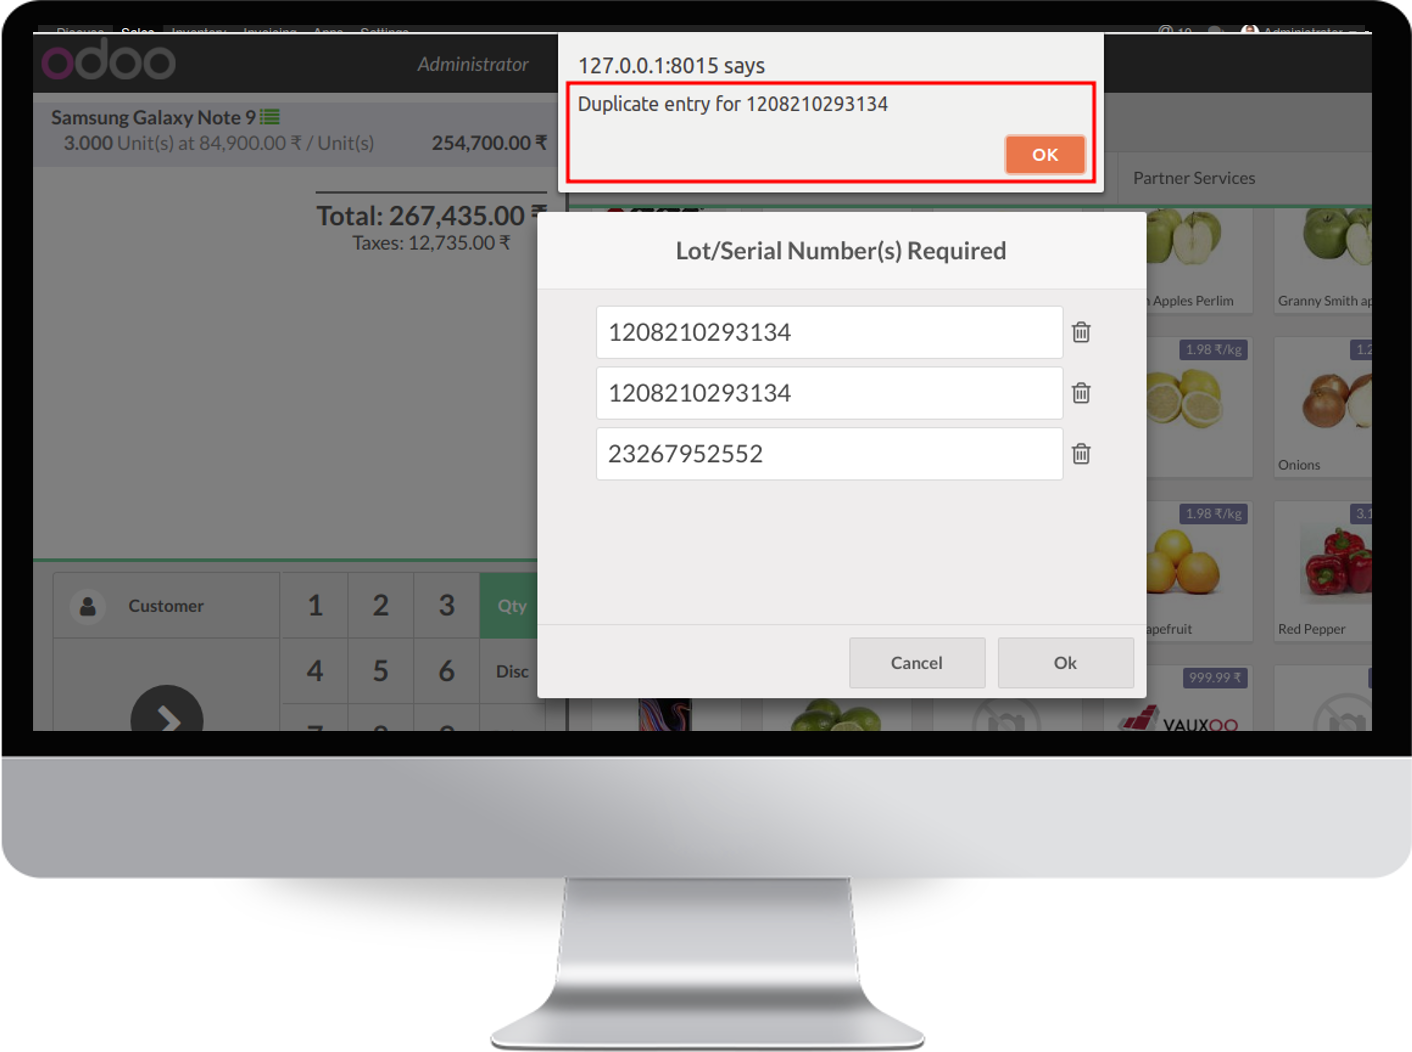 Sales
Settings
odoo
Administrator
127.0.0.1:8015 says
Duplicate entry for 1208210293134
OK
Samsung Galaxy Note 9
3.000 Unit(s) at 84,900.00 ₹ / Unit(s)
254,700.00 ₹
Total: 267,435.00 ₹
Taxes: 12,735.00 ₹
Partner Services
Lot/Serial Number(s) Required
1208210293134
1208210293134
23267952552
Cancel
Ok
Apples Perlim
Granny Smith
1.98 ₹/kg
Onions
1.98 ₹/kg
Red Pepper
999.99 ₹
VAUXOO
Customer
1 2 3 Qty
4 5 6 Disc